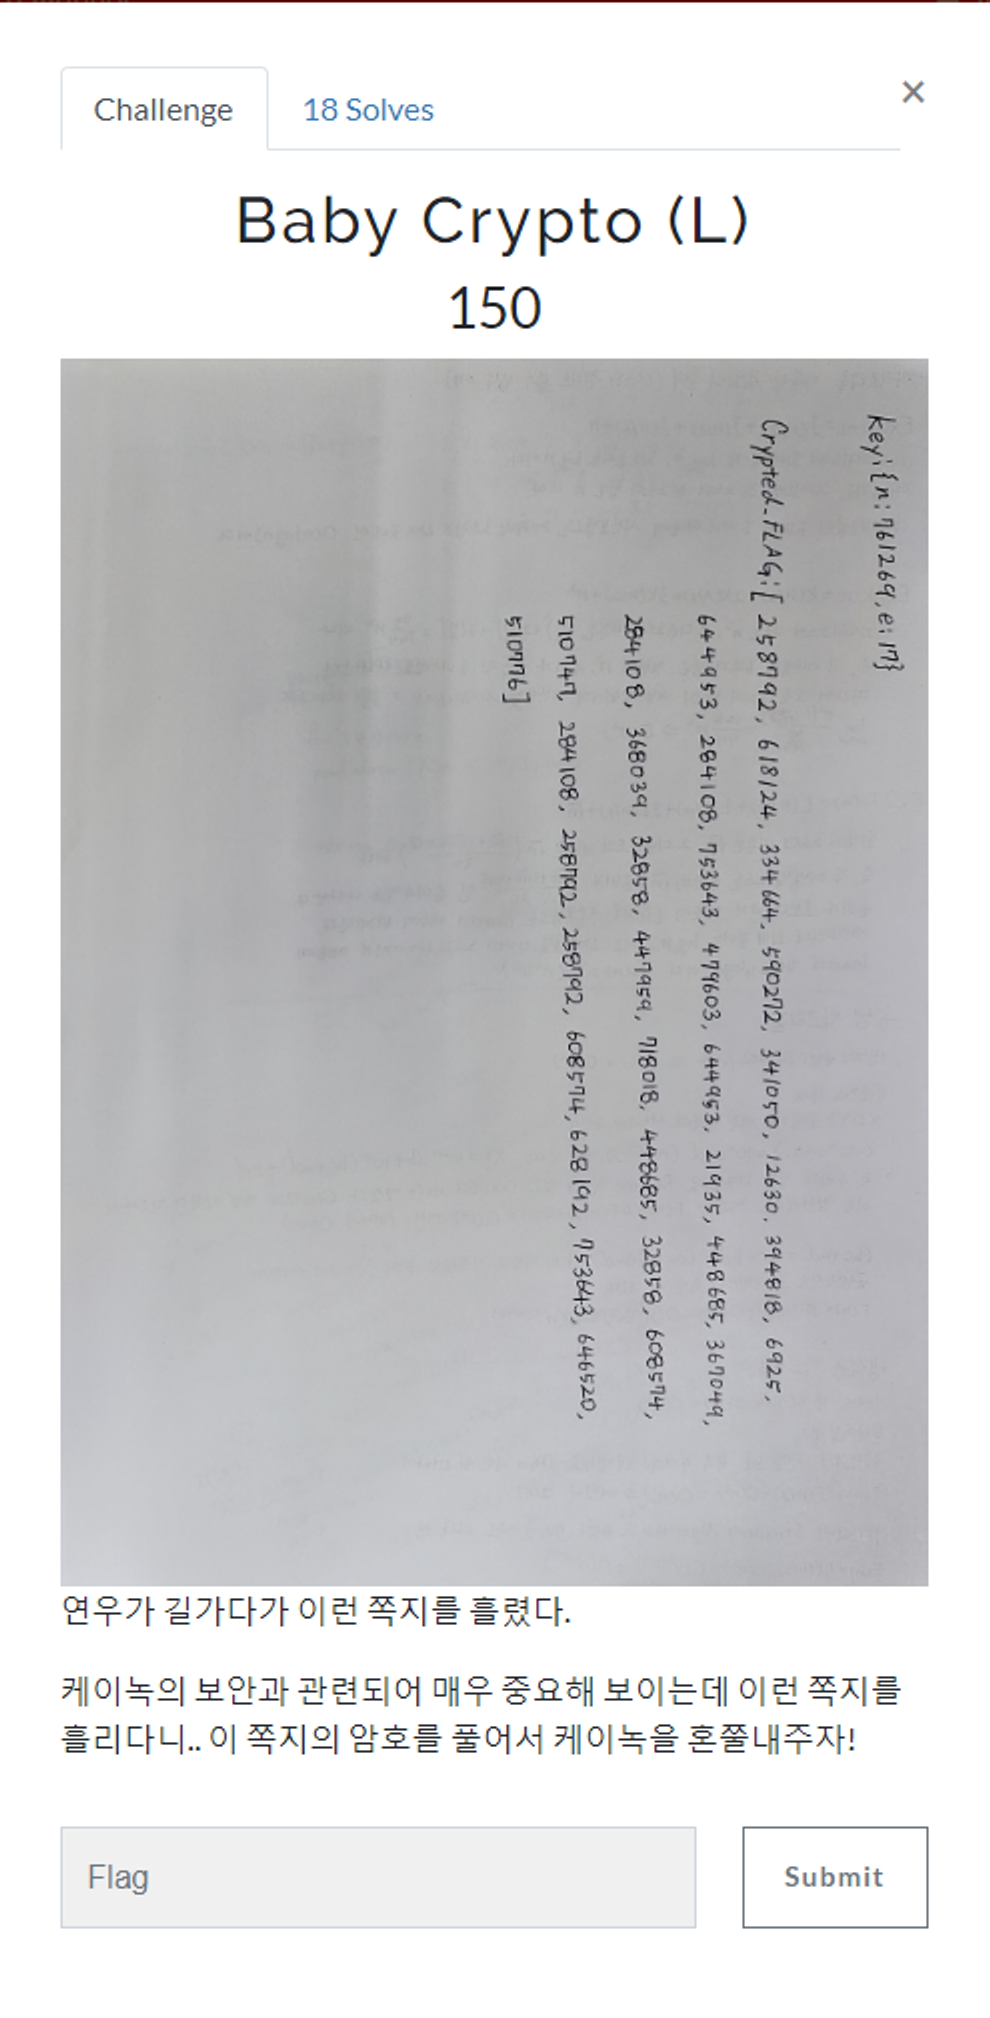 Challenge
18 Solves
×
Baby Crypto (L)
150
key:{n:761269,e:17}
Crypted_FLAG:[258792, 618124, 334664, 590272, 341050, 12630, 394818, 6925,
644953, 284108, 753643, 479603, 644953, 21935, 448685, 367049,
284108, 368039, 32858, 447959, 718018, 448685, 32858, 608574,
510747, 284108, 258792, 258792, 608574, 628192, 753643, 646520,
510776]
연우가 길가다가 이런 쪽지를 흘렸다.
케이녹의 보안과 관련되어 매우 중요해 보이는데 이런 쪽지를
흘리다니.. 이 쪽지의 암호를 풀어서 케이녹을 혼쭐내주자!
Flag
Submit